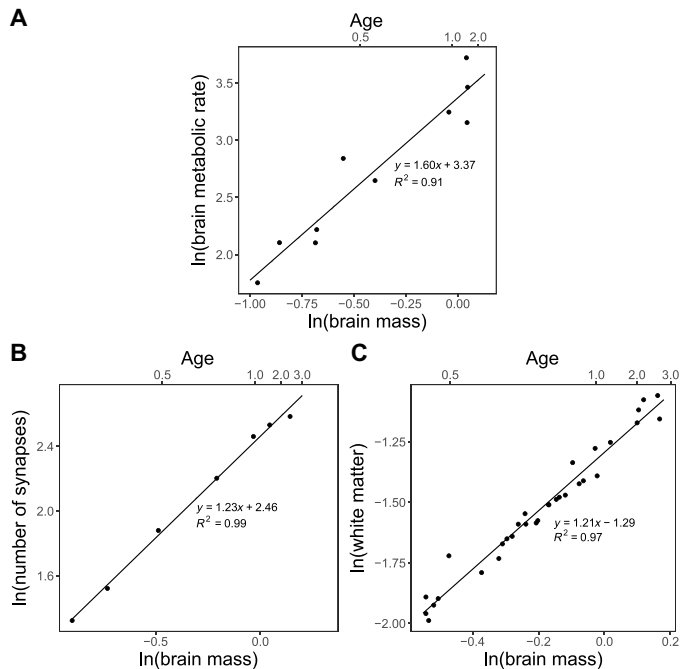 A
Age
0.5 1.0 2.0
ln(brain metabolic rate)
3.5
3.0
2.5
2.0
y = 1.60x + 3.37
R² = 0.91
−1.00 −0.75 −0.50 −0.25 0.00
ln(brain mass)
B
Age
0.5 1.0 2.0 3.0
ln(number of synapses)
2.4
2.0
1.6
y = 1.23x + 2.46
R² = 0.99
−0.5 0.0
ln(brain mass)
C
Age
0.5 1.0 2.0 3.0
ln(white matter)
−1.25
−1.50
−1.75
−2.00
y = 1.21x − 1.29
R² = 0.97
−0.4 −0.2 0.0 0.2
ln(brain mass)